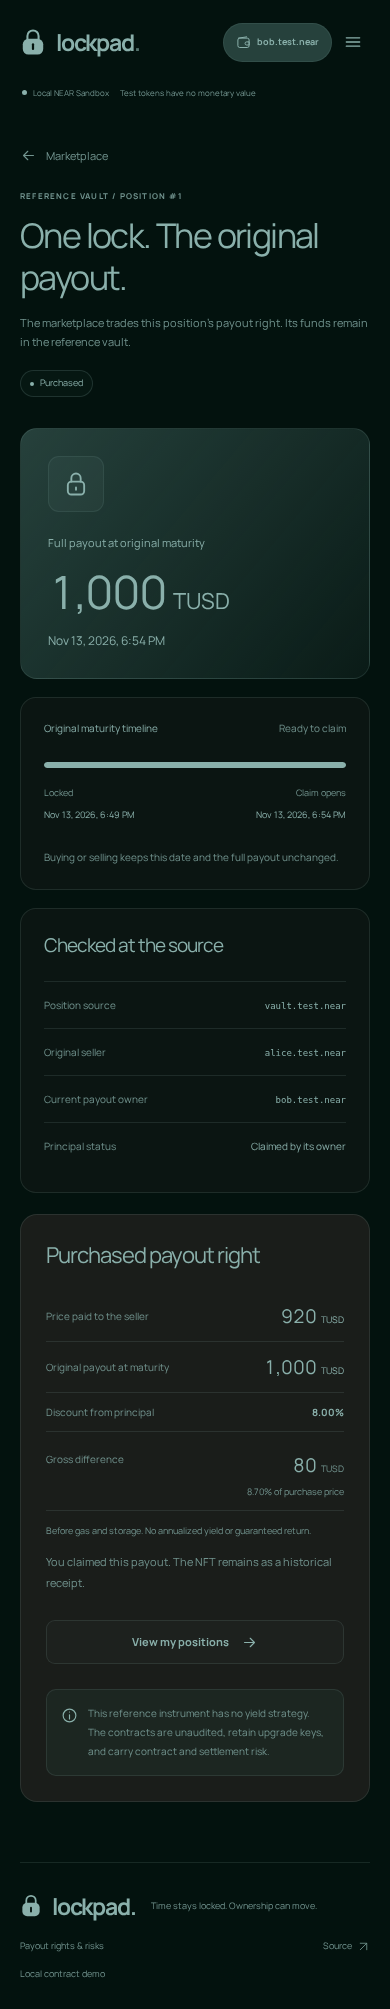 lockpad.
bob.test.near
Local NEAR Sandbox Test tokens have no monetary value
Marketplace
REFERENCE VAULT / POSITION #1
One lock. The original
payout.
The marketplace trades this position's payout right. Its funds remain
in the reference vault.
Purchased
Full payout at original maturity
1,000 TUSD
Nov 13, 2026, 6:54 PM
Original maturity timeline Ready to claim
Locked Claim opens
Nov 13, 2026, 6:49 PM Nov 13, 2026, 6:54 PM
Buying or selling keeps this date and the full payout unchanged.
Checked at the source
Position source vault.test.near
Original seller alice.test.near
Current payout owner bob.test.near
Principal status Claimed by its owner
Purchased payout right
Price paid to the seller 920 TUSD
Original payout at maturity 1,000 TUSD
Discount from principal 8.00%
Gross difference 80 TUSD
8.70% of purchase price
Before gas and storage. No annualized yield or guaranteed return.
You claimed this payout. The NFT remains as a historical
receipt.
View my positions
This reference instrument has no yield strategy.
The contracts are unaudited, retain upgrade keys,
and carry contract and settlement risk.
lockpad. Time stays locked. Ownership can move.
Payout rights & risks Source
Local contract demo